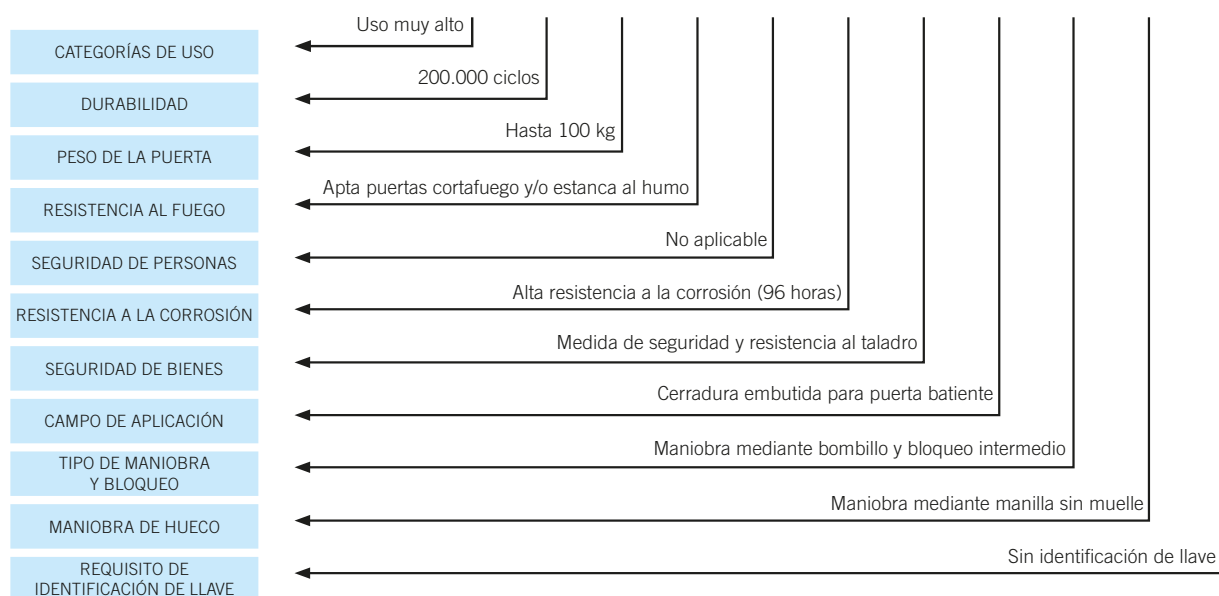 Uso muy alto
CATEGORÍAS DE USO
200.000 ciclos
DURABILIDAD
Hasta 100 kg
PESO DE LA PUERTA
Apta puertas cortafuego y/o estanca al humo
RESISTENCIA AL FUEGO
No aplicable
SEGURIDAD DE PERSONAS
Alta resistencia a la corrosión (96 horas)
RESISTENCIA A LA CORROSIÓN
Medida de seguridad y resistencia al taladro
SEGURIDAD DE BIENES
Cerradura embutida para puerta batiente
CAMPO DE APLICACIÓN
Maniobra mediante bombillo y bloqueo intermedio
TIPO DE MANIOBRA
Y BLOQUEO
Maniobra mediante manilla sin muelle
MANIOBRA DE HUECO
Sin identificación de llave
REQUISITO DE
IDENTIFICACIÓN DE LLAVE